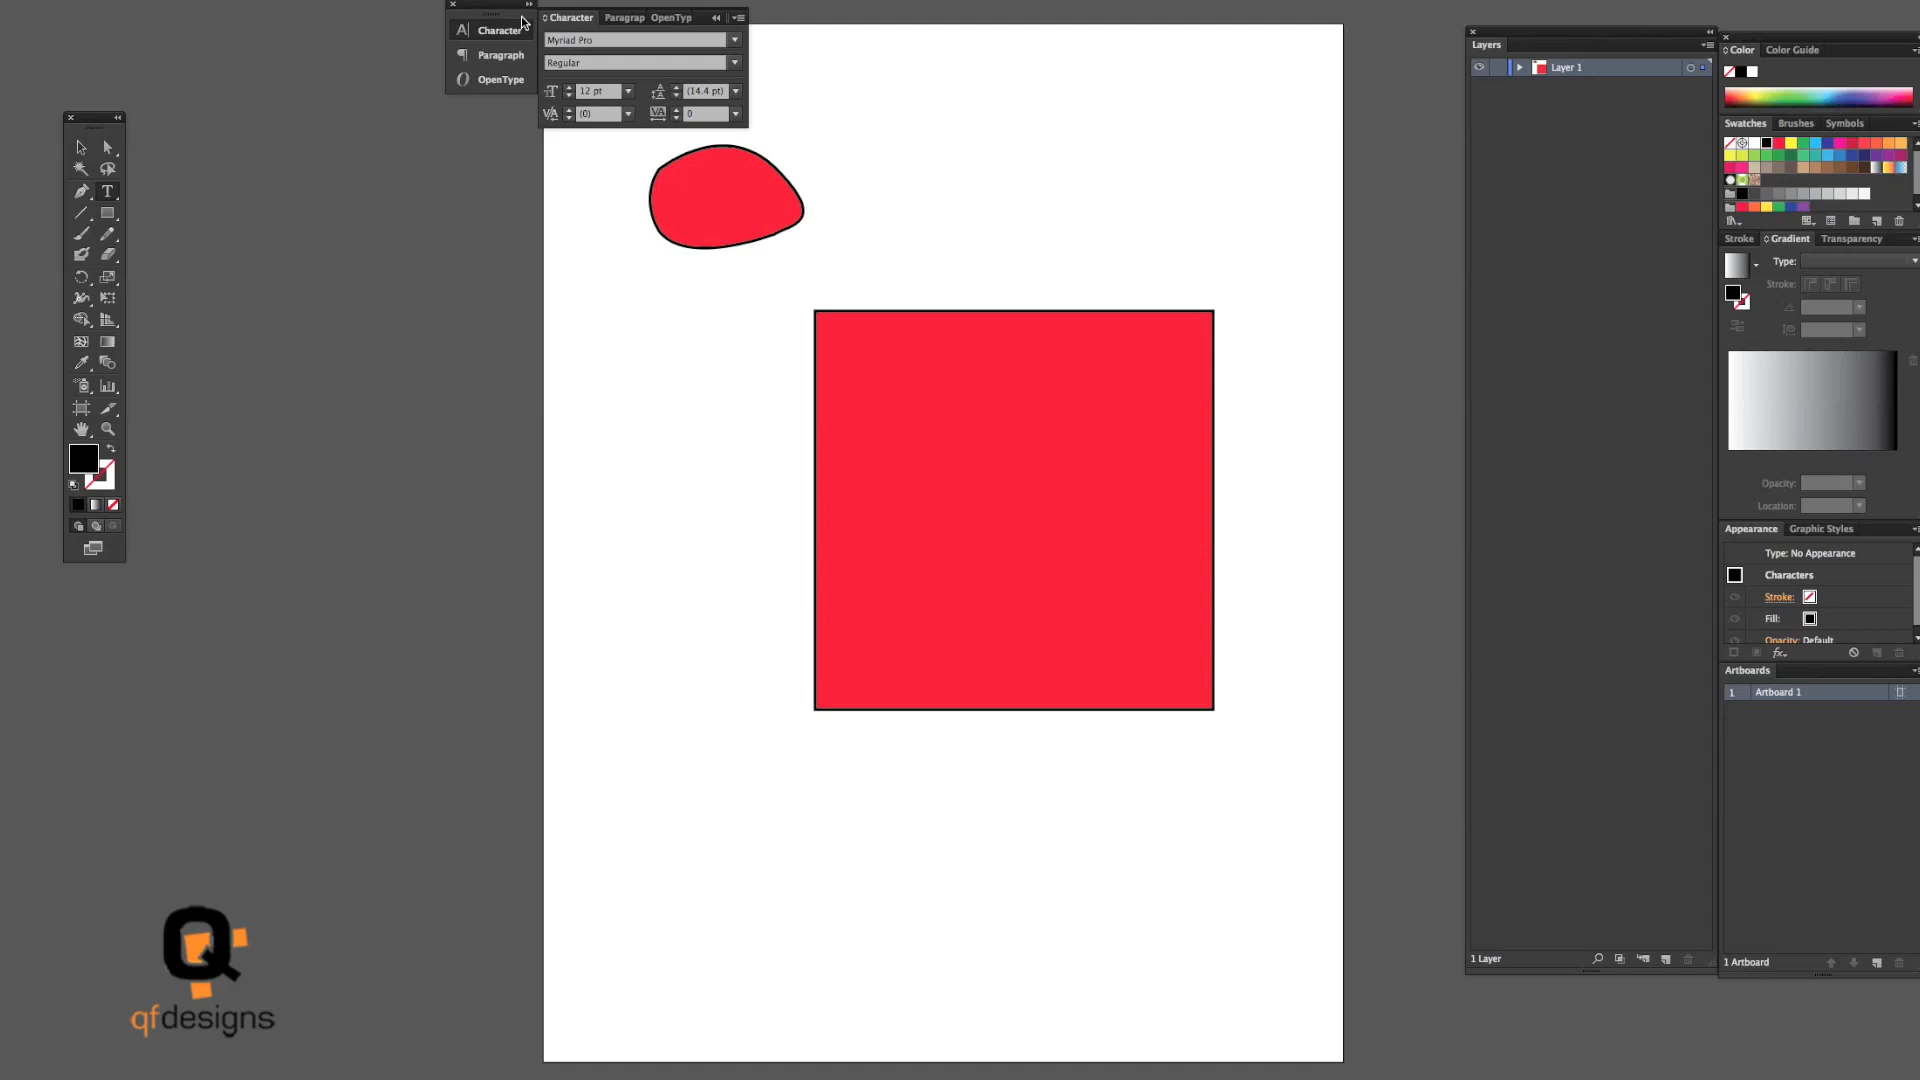 Character
Paragraph
OpenType
Character Paragrap OpenTyp
Myriad Pro
Regular
12 pt
(14.4 pt)
(0)
0
Layers
Layer 1
1 Layer
Color Color Guide
Swatches Brushes Symbols
Stroke Gradient Transparency
Type:
Stroke:
Opacity:
Location:
Appearance Graphic Styles
Type: No Appearance
Characters
Stroke:
Fill:
Opacity: Default
fx
Artboards
1 Artboard 1
1 Artboard
qfdesigns